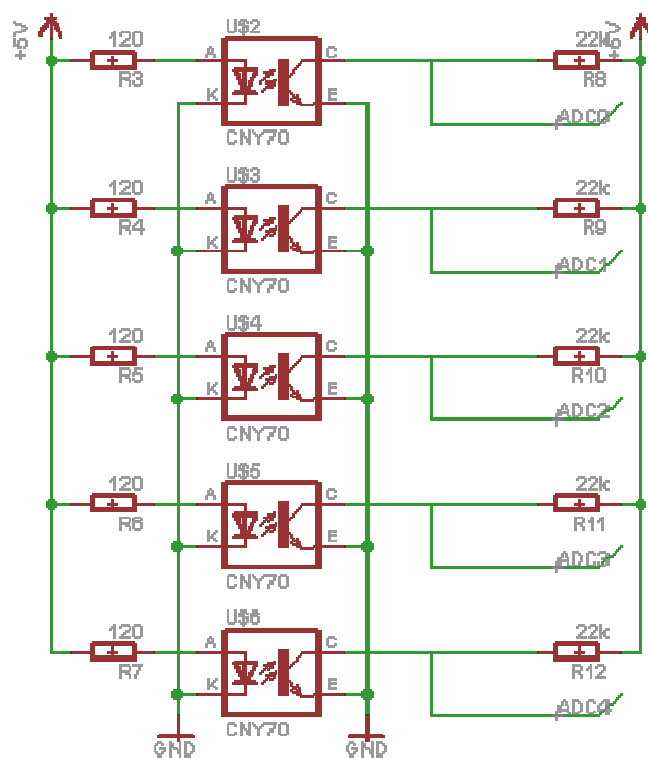 +5V
120
R3
U$2
A
K
C
E
CNY70
22k
+5V
R8
ADC0
120
R4
U$3
A
K
C
E
CNY70
22k
R9
ADC1
120
R5
U$4
A
K
C
E
CNY70
22k
R10
ADC2
120
R6
U$5
A
K
C
E
CNY70
22k
R11
ADC3
120
R7
U$6
A
K
C
E
CNY70
22k
R12
ADC4
GND
GND